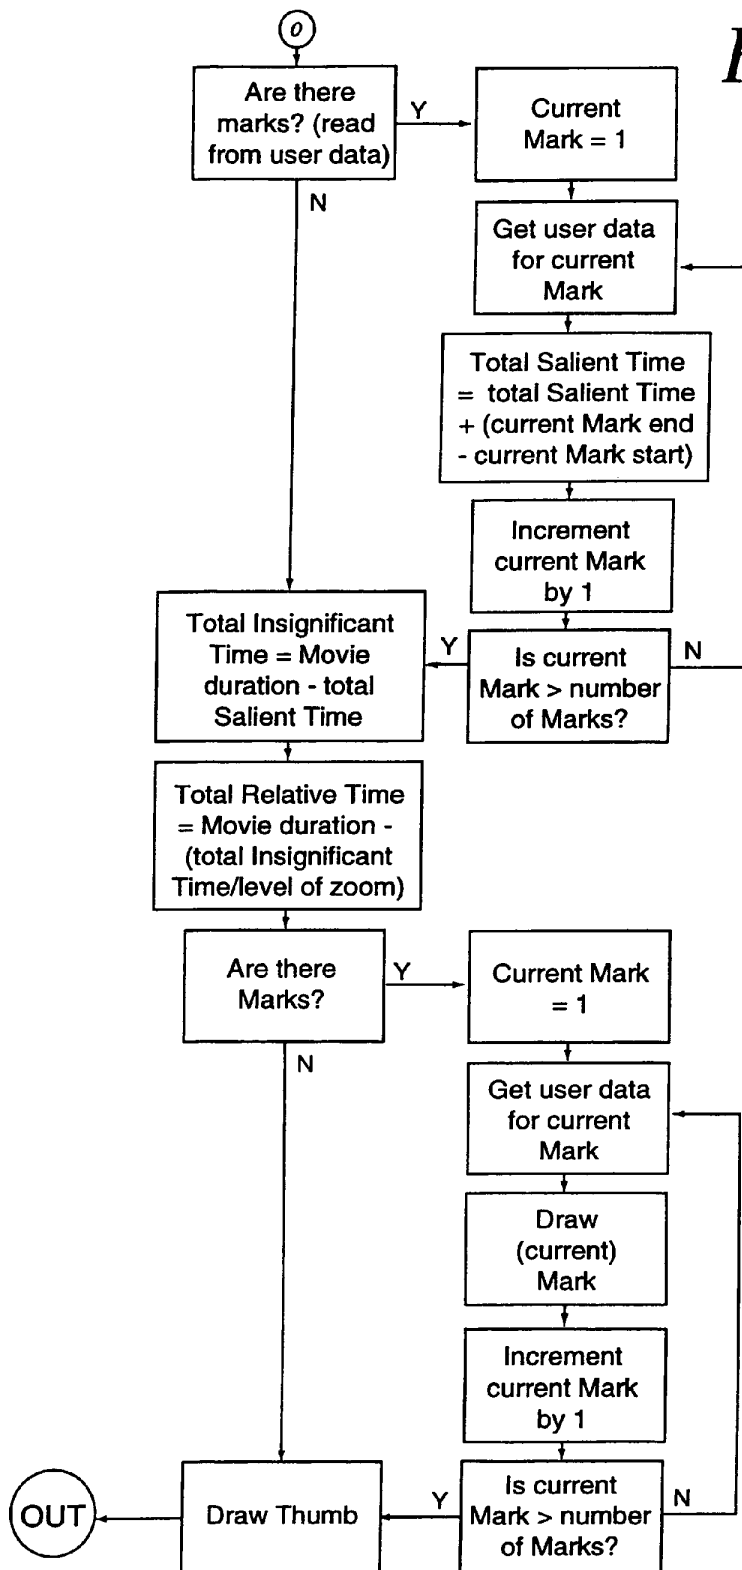 0
Are there
marks? (read
from user data)
Y
Current
Mark = 1
N
Get user data
for current
Mark
Total Salient Time
= total Salient Time
+ (current Mark end
- current Mark start)
Increment
current Mark
by 1
Total Insignificant
Time = Movie
duration - total
Salient Time
Y
Is current
Mark > number
of Marks?
N
Total Relative Time
= Movie duration -
(total Insignificant
Time/level of zoom)
Are there
Marks?
Y
Current Mark
= 1
N
Get user data
for current
Mark
Draw
(current)
Mark
Increment
current Mark
by 1
OUT
Draw Thumb
Y
Is current
Mark > number
of Marks?
N